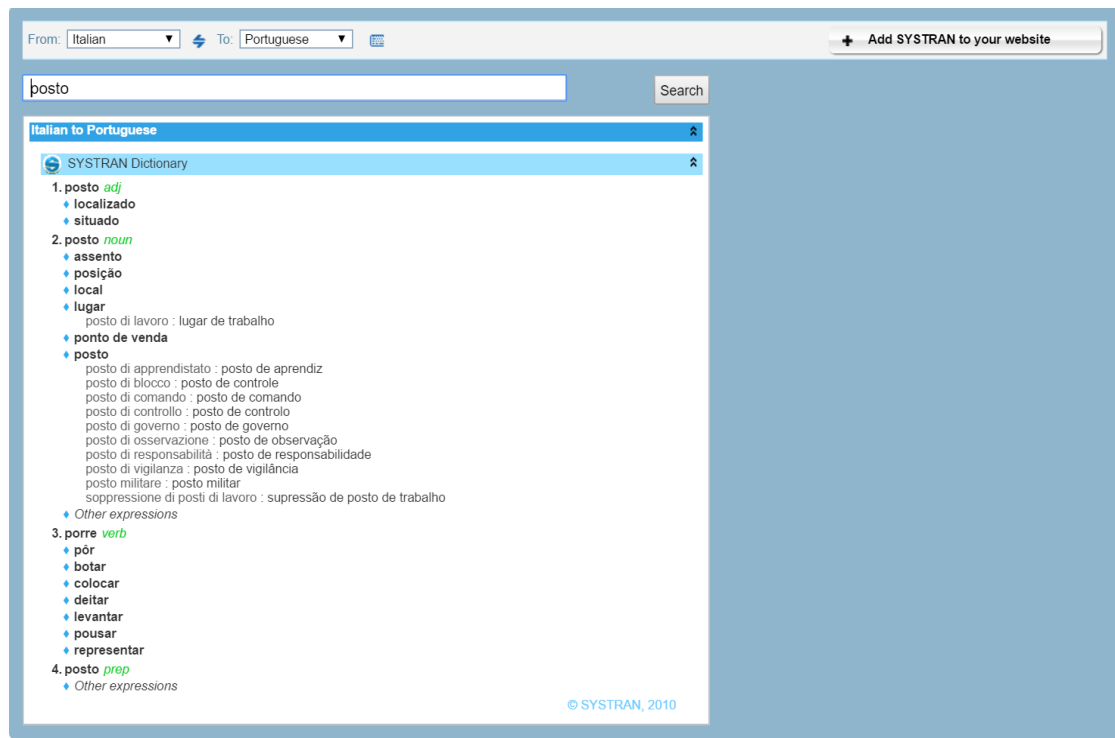 From: Italian To: Portuguese
Add SYSTRAN to your website
posto
Search
Italian to Portuguese
SYSTRAN Dictionary
1. posto adj
localizado
situado
2. posto noun
assento
posição
local
lugar
posto di lavoro : lugar de trabalho
ponto de venda
posto
posto di apprendistato : posto de aprendiz
posto di blocco : posto de controle
posto di comando : posto de comando
posto di controllo : posto de controlo
posto di governo : posto de governo
posto di osservazione : posto de observação
posto di responsabilità : posto de responsabilidade
posto di vigilanza : posto de vigilância
posto militare : posto militar
soppressione di posti di lavoro : supressão de posto de trabalho
Other expressions
3. porre verb
pôr
botar
colocar
deitar
levantar
pousar
representar
4. posto prep
Other expressions
© SYSTRAN, 2010